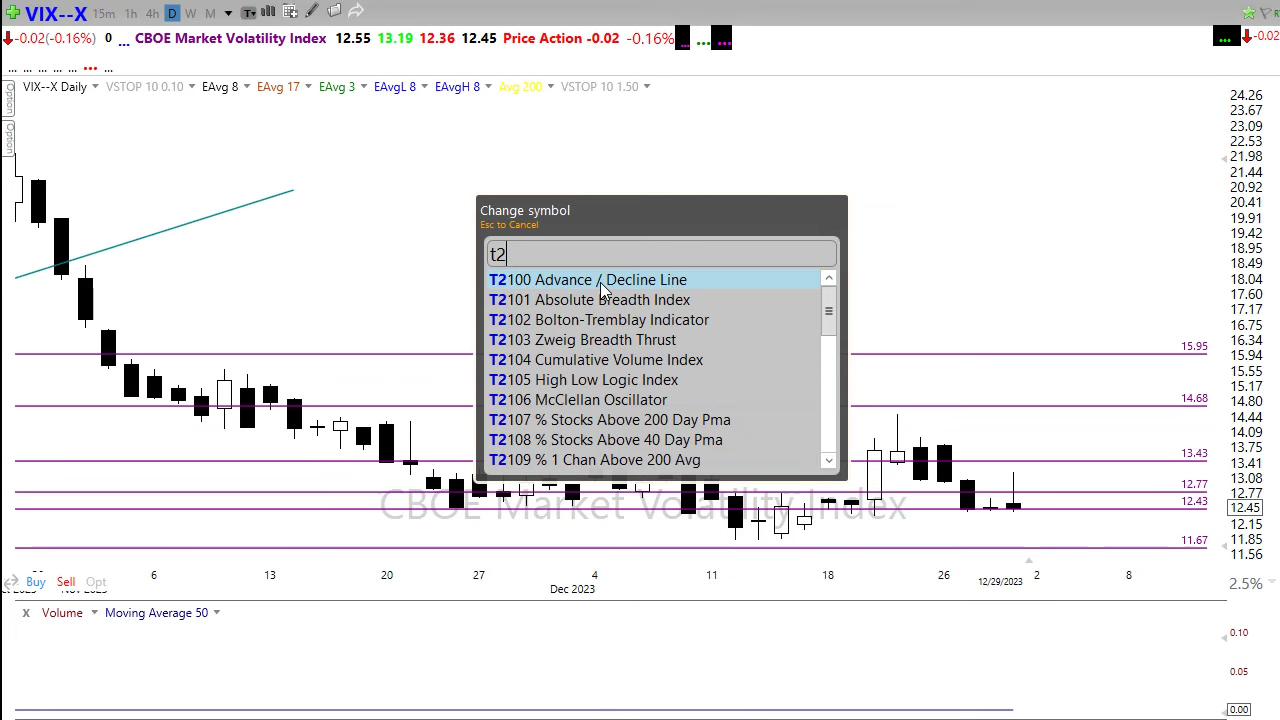 VIX--X 15m 1h 4h D W M
-0.02(-0.16%) 0 ... CBOE Market Volatility Index 12.55 13.19 12.36 12.45 Price Action -0.02 -0.16% ... ... ... ... -0.02
... ... ... ... ... ... ...
VIX--X Daily VSTOP 10 0.10 EAvg 8 EAvg 17 EAvg 3 EAvgL 8 EAvgH 8 Avg 200 VSTOP 10 1.50
Option
Option
24.26
23.67
23.09
22.53
21.98
21.44
20.92
20.41
19.91
19.42
18.95
18.49
18.04
17.60
17.17
16.75
16.34
15.94
15.55
15.17
14.80
14.44
14.09
13.75
13.41
13.08
12.77
12.45
12.15
11.85
11.56
Change symbol
Esc to Cancel
t2
T2100 Advance / Decline Line
T2101 Absolute Breadth Index
T2102 Bolton-Tremblay Indicator
T2103 Zweig Breadth Thrust
T2104 Cumulative Volume Index
T2105 High Low Logic Index
T2106 McClellan Oscillator
T2107 % Stocks Above 200 Day Pma
T2108 % Stocks Above 40 Day Pma
T2109 % 1 Chan Above 200 Avg
15.95
14.68
13.43
12.77
12.43
11.67
CBOE Market Volatility Index
6 13 20 27 4 11 18 26 12/29/2023 2 8
Buy Sell Opt
2.5%
Dec 2023
X Volume Moving Average 50
0.10
0.05
0.00